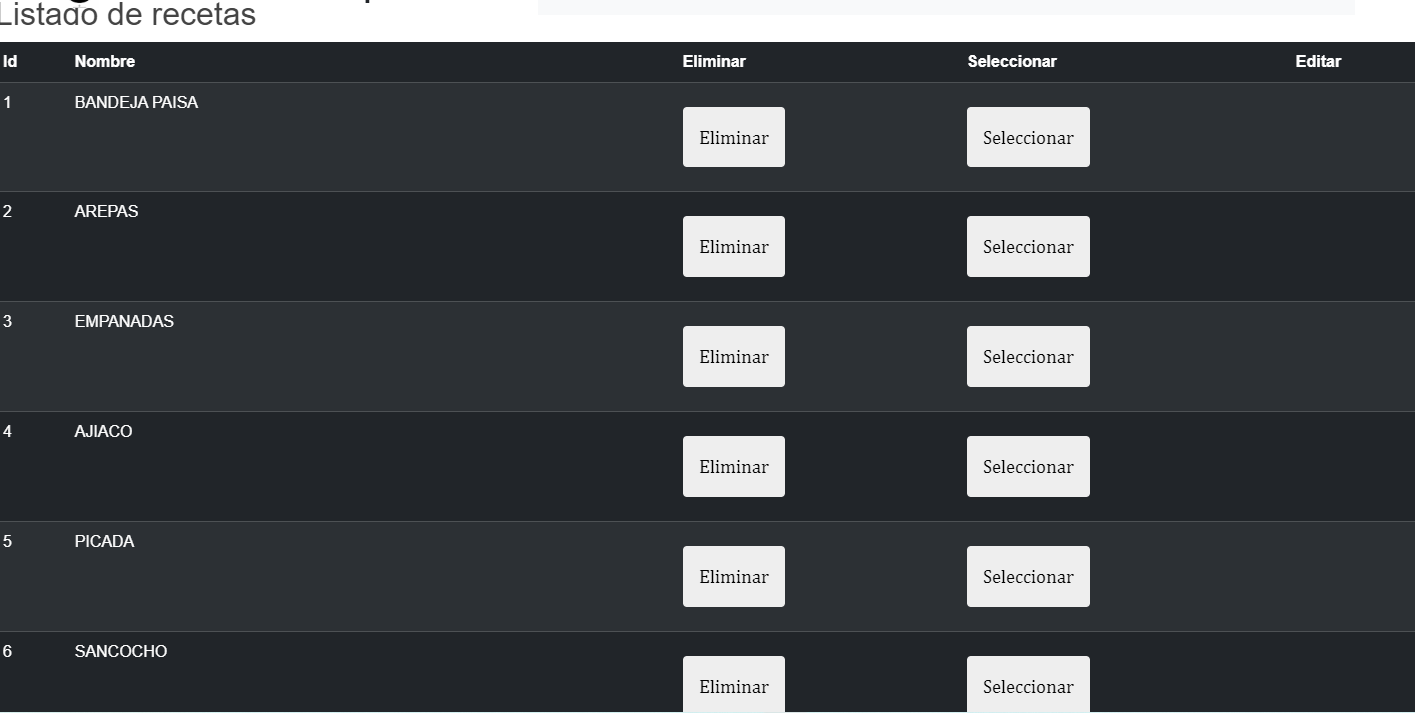 Listado de recetas
Id Nombre Eliminar Seleccionar Editar
1 BANDEJA PAISA Eliminar Seleccionar
2 AREPAS Eliminar Seleccionar
3 EMPANADAS Eliminar Seleccionar
4 AJIACO Eliminar Seleccionar
5 PICADA Eliminar Seleccionar
6 SANCOCHO Eliminar Seleccionar